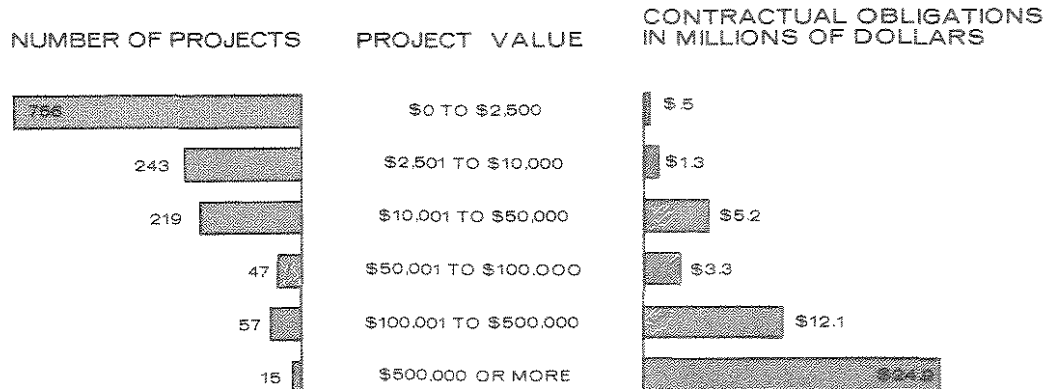 CONTRACTUAL OBLIGATIONS
IN MILLIONS OF DOLLARS
NUMBER OF PROJECTS
PROJECT VALUE
$0 TO $2,500
$.5
243
$2,501 TO $10,000
$1.3
219
$10,001 TO $50,000
$5.2
47
$50,001 TO $100.000
$3.3
57
$100.001 TO $500.000
$12.1
15
$500.000 OR MORE